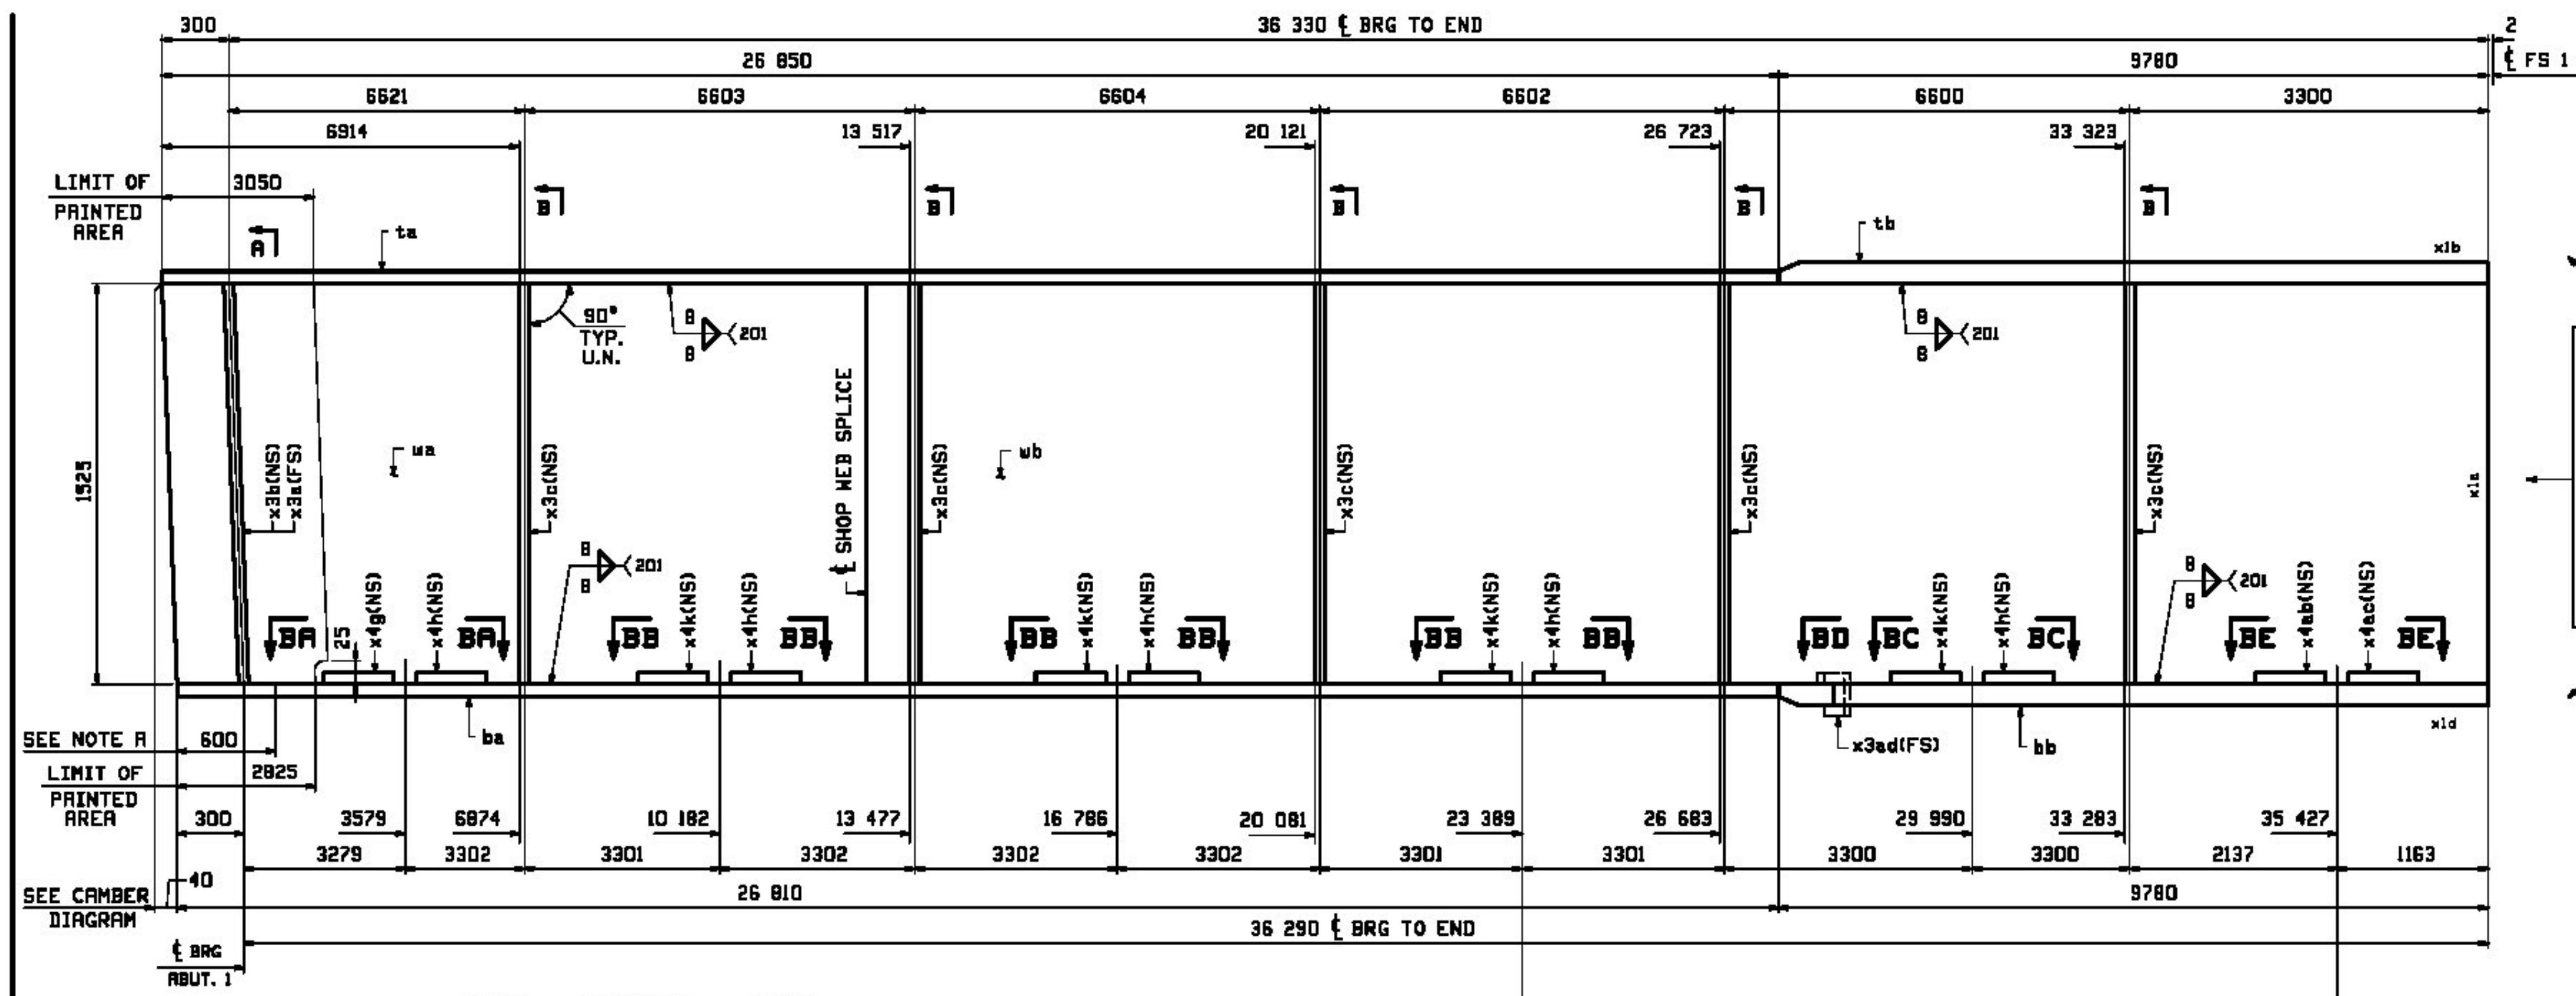 300
36 330 ℄ BRG TO END
2
26 850
9780
℄ FS 1
6621
6603
6604
6602
6600
3300
6914
13 517
20 121
26 723
33 323
LIMIT OF
PAINTED
AREA
3050
B
B
B
B
B
A
ta
tb
x1b
90°
TYP.
U.N.
8
8
201
8
8
201
1525
x3b(NS)
x3a(FS)
wa
x3c(NS)
℄ SHOP WEB SPLICE
x3c(NS)
wb
x3c(NS)
x3c(NS)
x3c(NS)
x1a
8
8
201
8
8
201
BA
25
x4g(NS)
x4h(NS)
BA
BB
x4k(NS)
x4h(NS)
BB
BB
x4k(NS)
x4h(NS)
BB
BB
x4k(NS)
x4h(NS)
BB
BD
BC
x4k(NS)
x4h(NS)
BC
BE
x4ab(NS)
x4ac(NS)
BE
SEE NOTE A
600
ba
x3ad(FS)
bb
x1d
LIMIT OF
PAINTED
AREA
2825
300
3579
6874
10 182
13 477
16 786
20 081
23 389
26 683
29 990
33 283
35 427
3279
3302
3301
3302
3302
3302
3301
3301
3300
3300
2137
1163
SEE CAMBER
DIAGRAM
40
26 810
9780
36 290 ℄ BRG TO END
℄ BRG
ABUT. 1